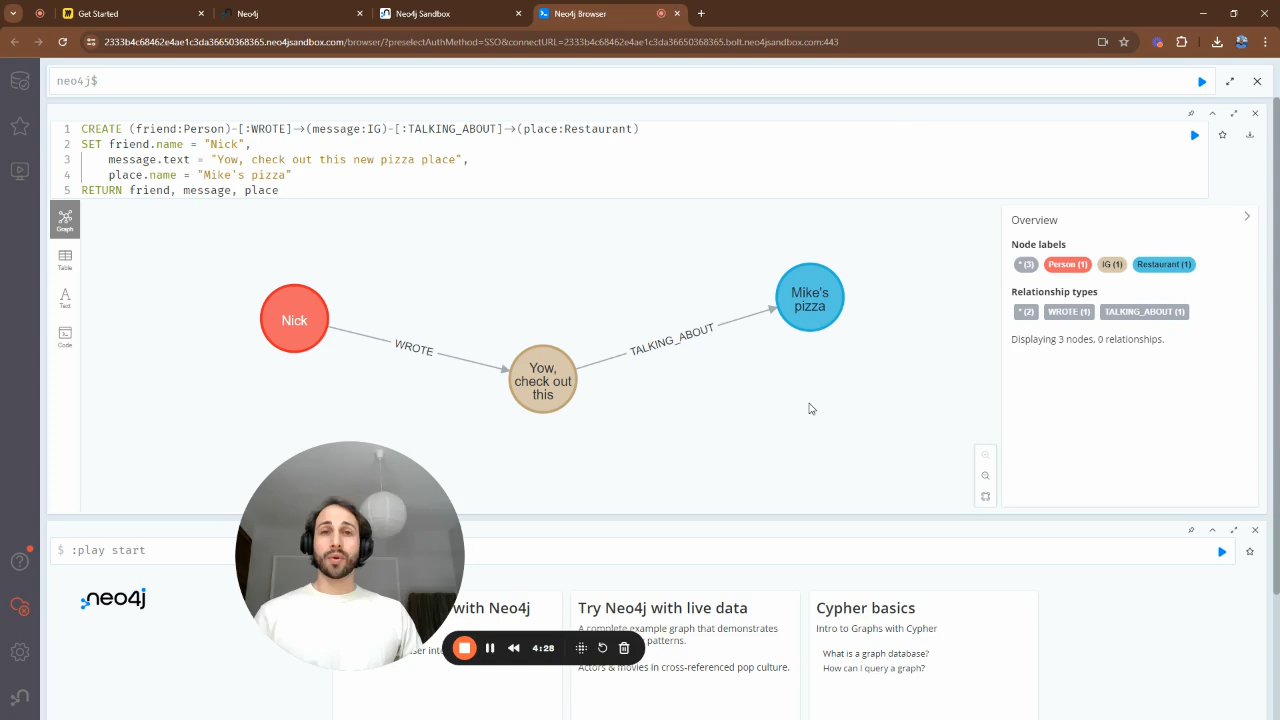 Get Started
Neo4j
Neo4j Sandbox
Neo4j Browser
2333b4c68462e4ae1c3da36650368365.neo4jsandbox.com/browser/?preselectAuthMethod=SSO&connectURL=2333b4c68462e4ae1c3da36650368365.bolt.neo4jsandbox.com:443
neo4j$
1 CREATE (friend:Person)-[:WROTE]->(message:IG)-[:TALKING_ABOUT]->(place:Restaurant)
2 SET friend.name = "Nick",
3 message.text = "Yow, check out this new pizza place",
4 place.name = "Mike's pizza"
5 RETURN friend, message, place
Graph
Table
Text
Code
Nick
WROTE
Yow,
check out
this
TALKING_ABOUT
Mike's
pizza
Overview
Node labels
* (3) Person (1) IG (1) Restaurant (1)
Relationship types
* (2) WROTE (1) TALKING_ABOUT (1)
Displaying 3 nodes, 0 relationships.
$ :play start
neo4j
with Neo4j
4:28
Try Neo4j with live data
A complete example graph that demonstrates
patterns.
Actors & movies in cross-referenced pop culture.
Cypher basics
Intro to Graphs with Cypher
What is a graph database?
How can I query a graph?